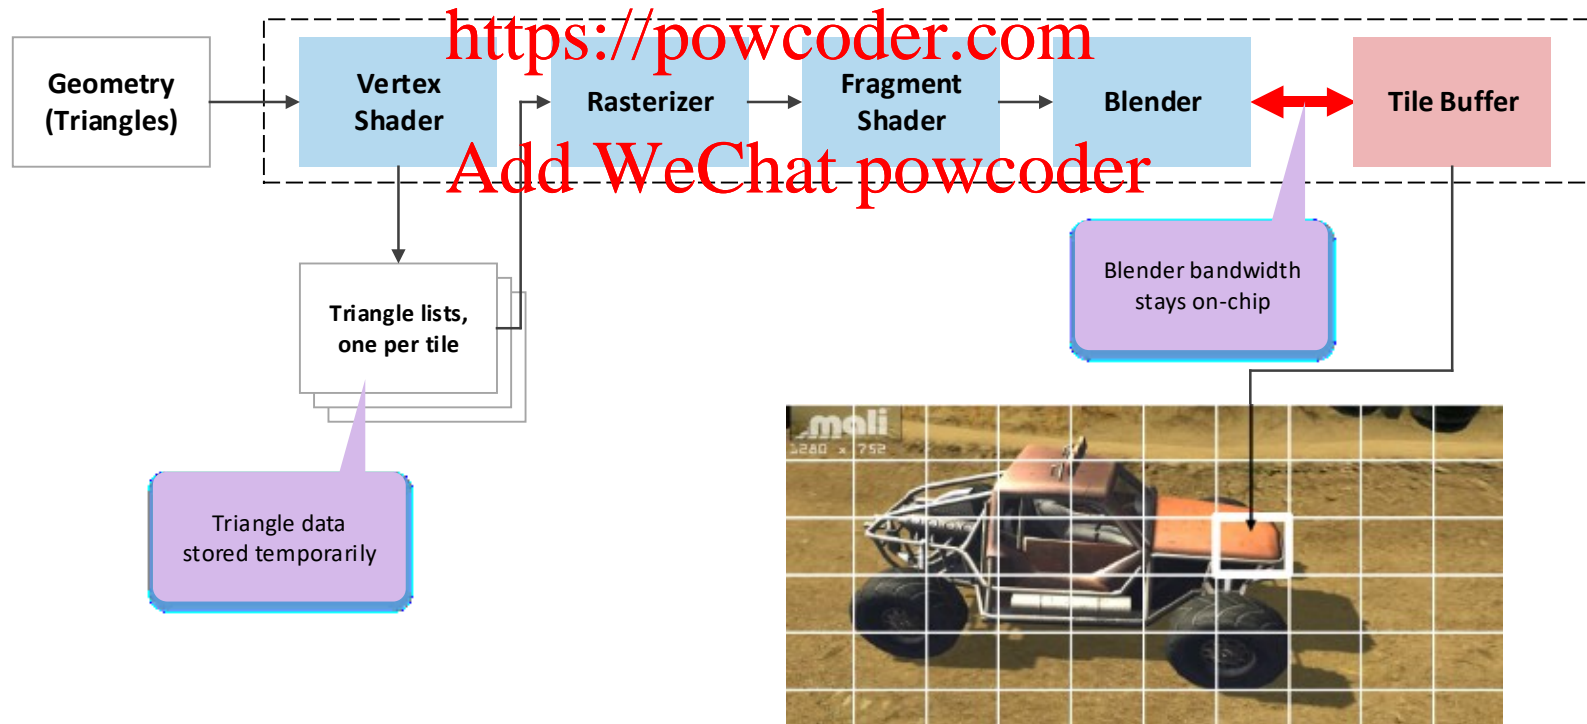 https://powcoder.com
Geometry
(Triangles)
Vertex
Shader
Rasterizer
Fragment
Shader
Blender
Tile Buffer
Add WeChat powcoder
Blender bandwidth
stays on-chip
Triangle lists,
one per tile
Triangle data
stored temporarily
mali
1280 x 752